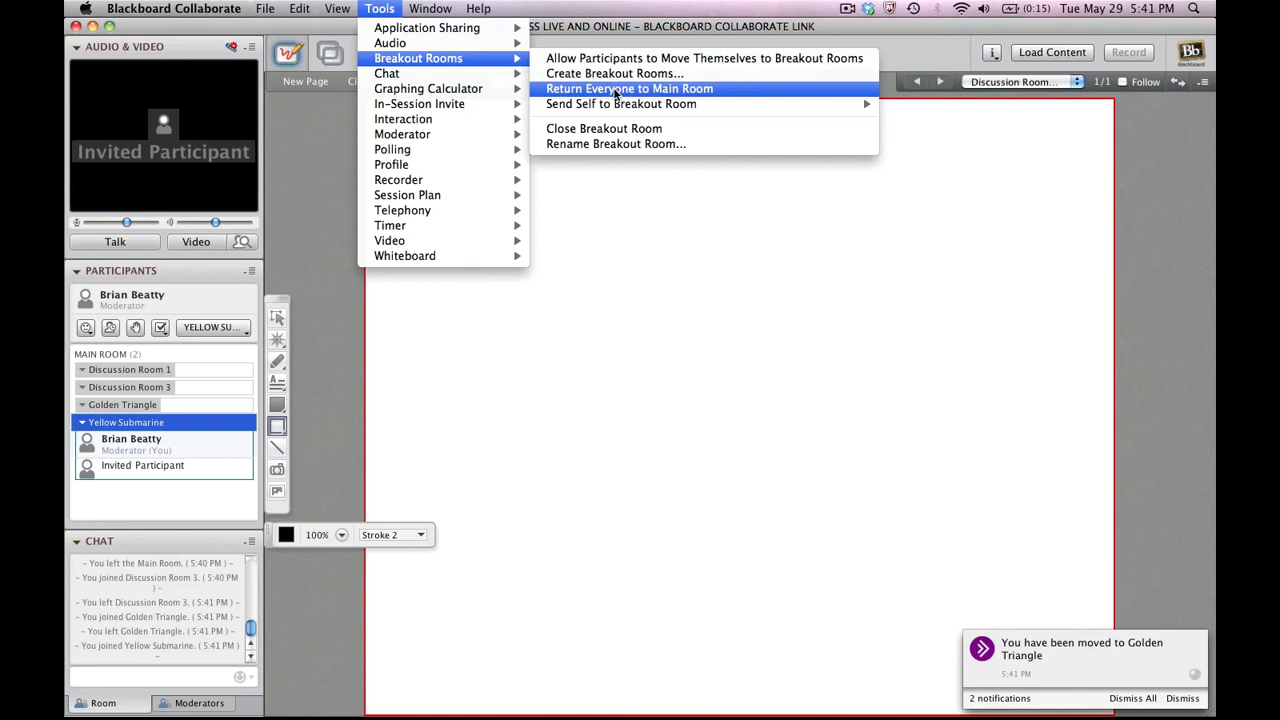 Blackboard Collaborate File Edit View Tools Window Help (0:15) Tue May 29 5:41 PM
SS LIVE AND ONLINE – BLACKBOARD COLLABORATE LINK
AUDIO & VIDEO
Invited Participant
Talk Video
PARTICIPANTS
Brian Beatty
Moderator
YELLOW SU...
MAIN ROOM (2)
Discussion Room 1
Discussion Room 3
Golden Triangle
Yellow Submarine
Brian Beatty
Moderator (You)
Invited Participant
CHAT
– You left the Main Room. ( 5:40 PM ) –
– You joined Discussion Room 3. ( 5:40 PM
) –
– You left Discussion Room 3. ( 5:41 PM ) –
– You joined Golden Triangle. ( 5:41 PM ) –
– You left Golden Triangle. ( 5:41 PM ) –
– You joined Yellow Submarine. ( 5:41 PM )
–
Room Moderators
Application Sharing
Audio
Breakout Rooms
Chat
Graphing Calculator
In-Session Invite
Interaction
Moderator
Polling
Profile
Recorder
Session Plan
Telephony
Timer
Video
Whiteboard
Allow Participants to Move Themselves to Breakout Rooms
Create Breakout Rooms...
Return Everyone to Main Room
Send Self to Breakout Room
Close Breakout Room
Rename Breakout Room...
Load Content Record Bb
Blackboard
New Page Discussion Room... 1/1 Follow
100% Stroke 2
You have been moved to Golden
Triangle
5:41 PM
2 notifications Dismiss All Dismiss